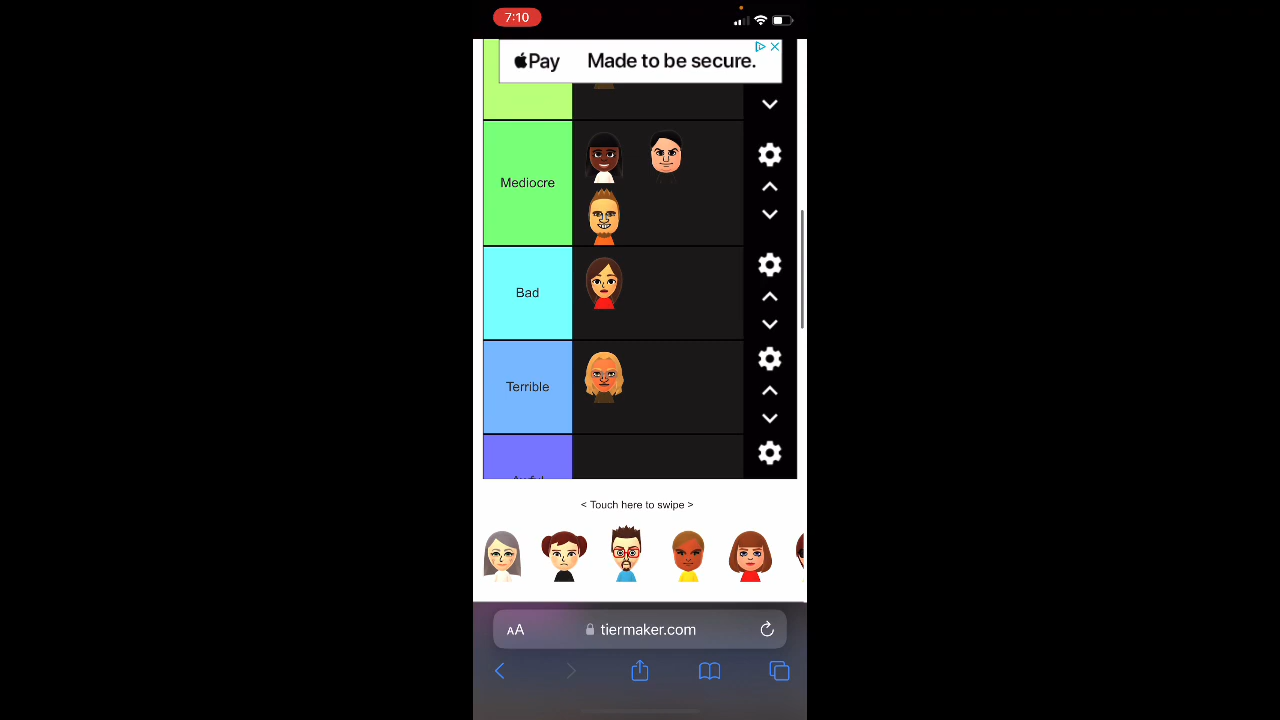 7:10
Pay Made to be secure.
Mediocre
Bad
Terrible
< Touch here to swipe >
AA tiermaker.com